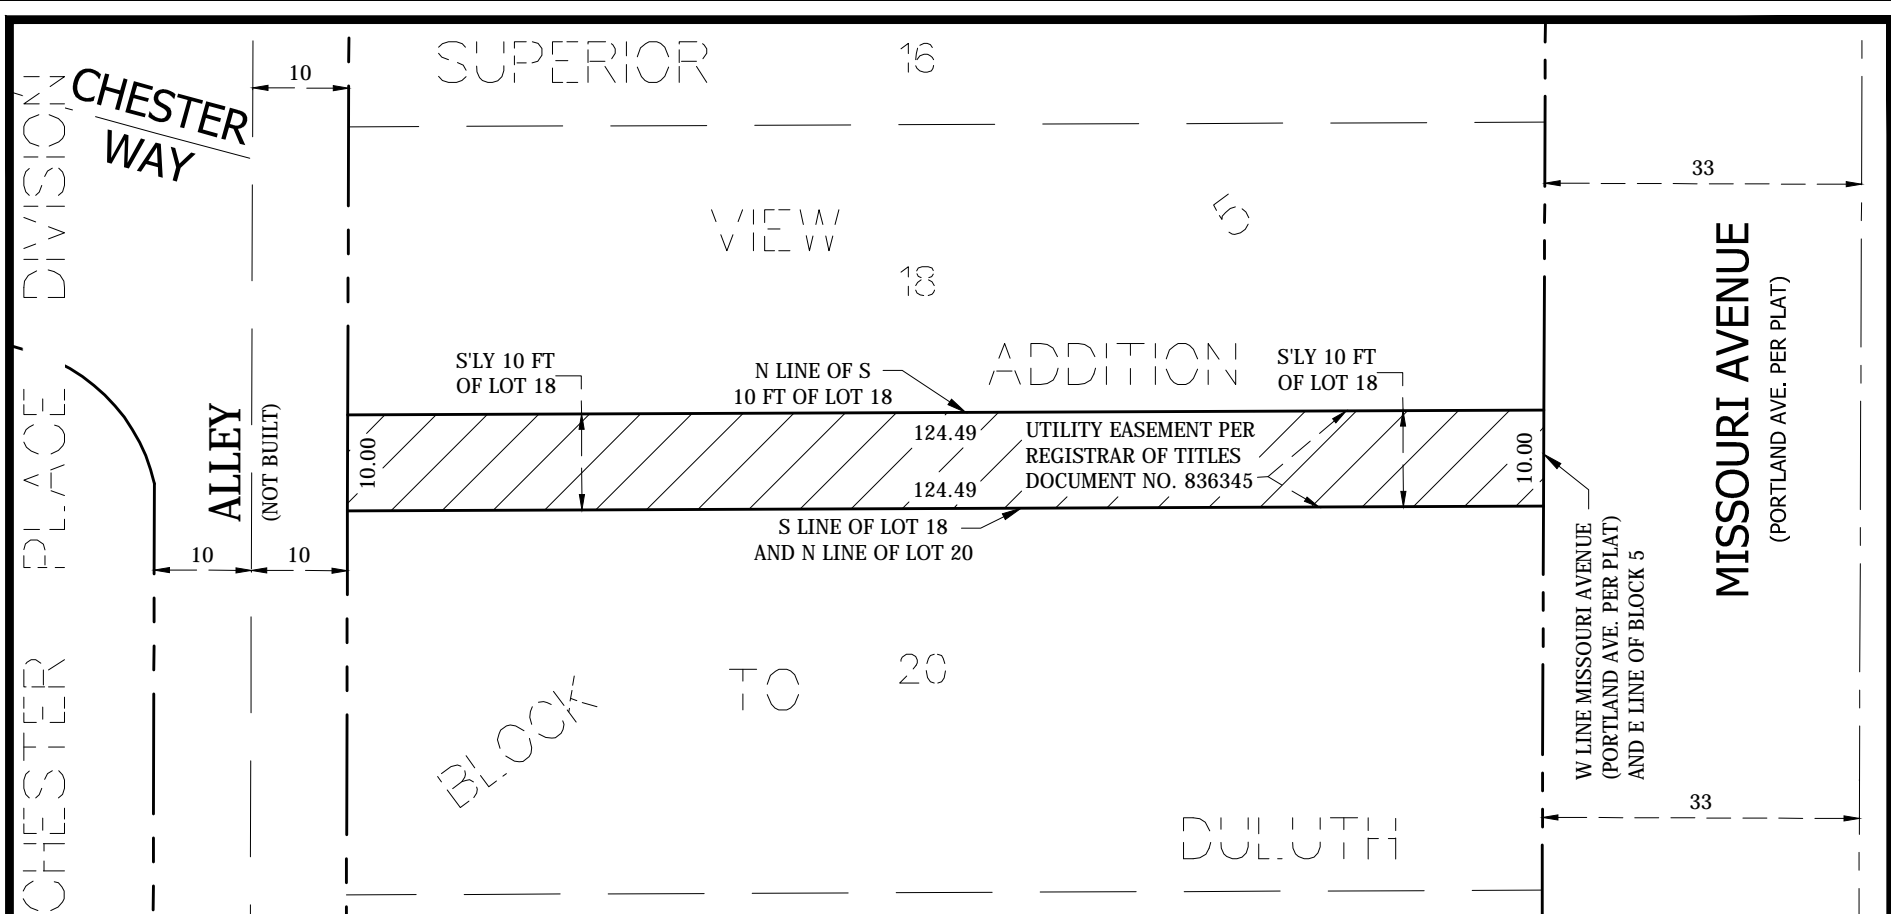 SUPERIOR
16
CHESTER
WAY
10
33
DIVISION
VIEW
5
18
ADDITION
MISSOURI AVENUE
(PORTLAND AVE. PER PLAT)
S'LY 10 FT
OF LOT 18
N LINE OF S
10 FT OF LOT 18
S'LY 10 FT
OF LOT 18
PLACE
ALLEY
(NOT BUILT)
10.00
124.49
124.49
UTILITY EASEMENT PER
REGISTRAR OF TITLES
DOCUMENT NO. 836345
10.00
S LINE OF LOT 18
AND N LINE OF LOT 20
10
10
W LINE MISSOURI AVENUE
(PORTLAND AVE. PER PLAT)
AND E LINE OF BLOCK 5
CHESTER
BLOCK
TO
20
33
DULUTH